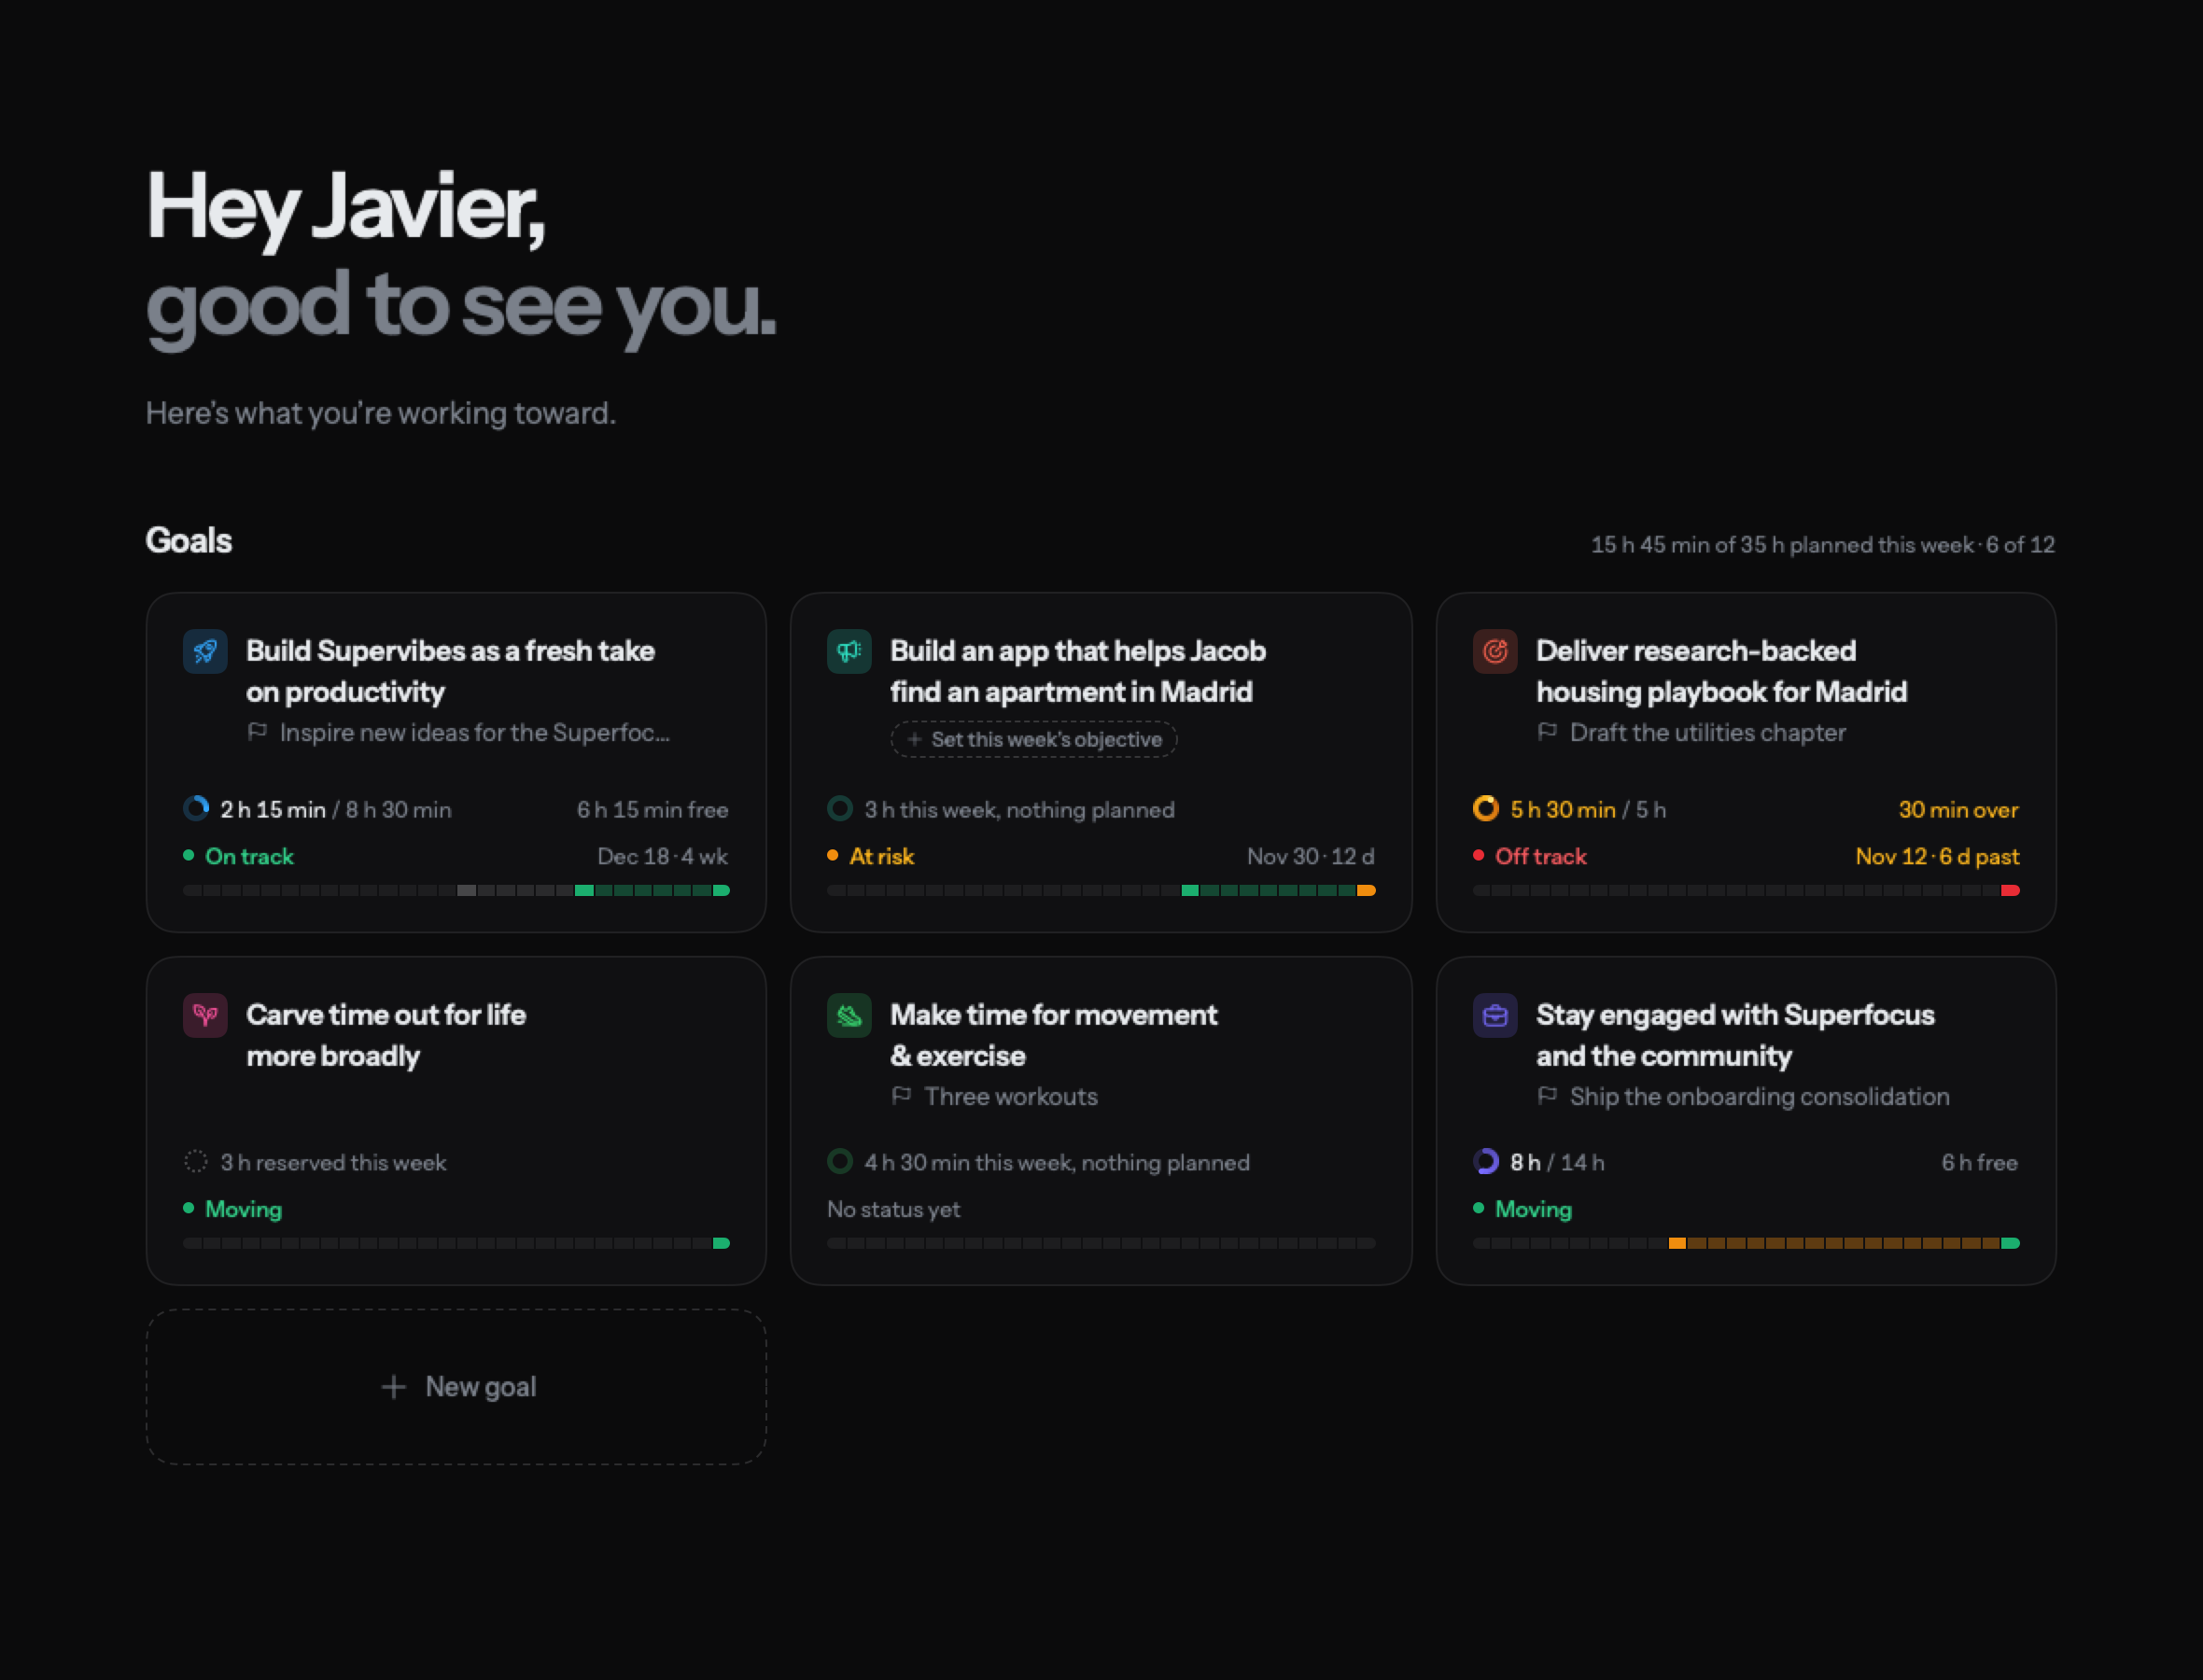 Hey Javier,
good to see you.
Here's what you're working toward.
Goals
15 h 45 min of 35 h planned this week · 6 of 12
Build Supervibes as a fresh take
on productivity
Inspire new ideas for the Superfoc...
2 h 15 min / 8 h 30 min
6 h 15 min free
On track
Dec 18 · 4 wk
Build an app that helps Jacob
find an apartment in Madrid
+ Set this week's objective
3 h this week, nothing planned
At risk
Nov 30 · 12 d
Deliver research-backed
housing playbook for Madrid
Draft the utilities chapter
5 h 30 min / 5 h
30 min over
Off track
Nov 12 · 6 d past
Carve time out for life
more broadly
3 h reserved this week
Moving
Make time for movement
& exercise
Three workouts
4 h 30 min this week, nothing planned
No status yet
Stay engaged with Superfocus
and the community
Ship the onboarding consolidation
8 h / 14 h
6 h free
Moving
+ New goal